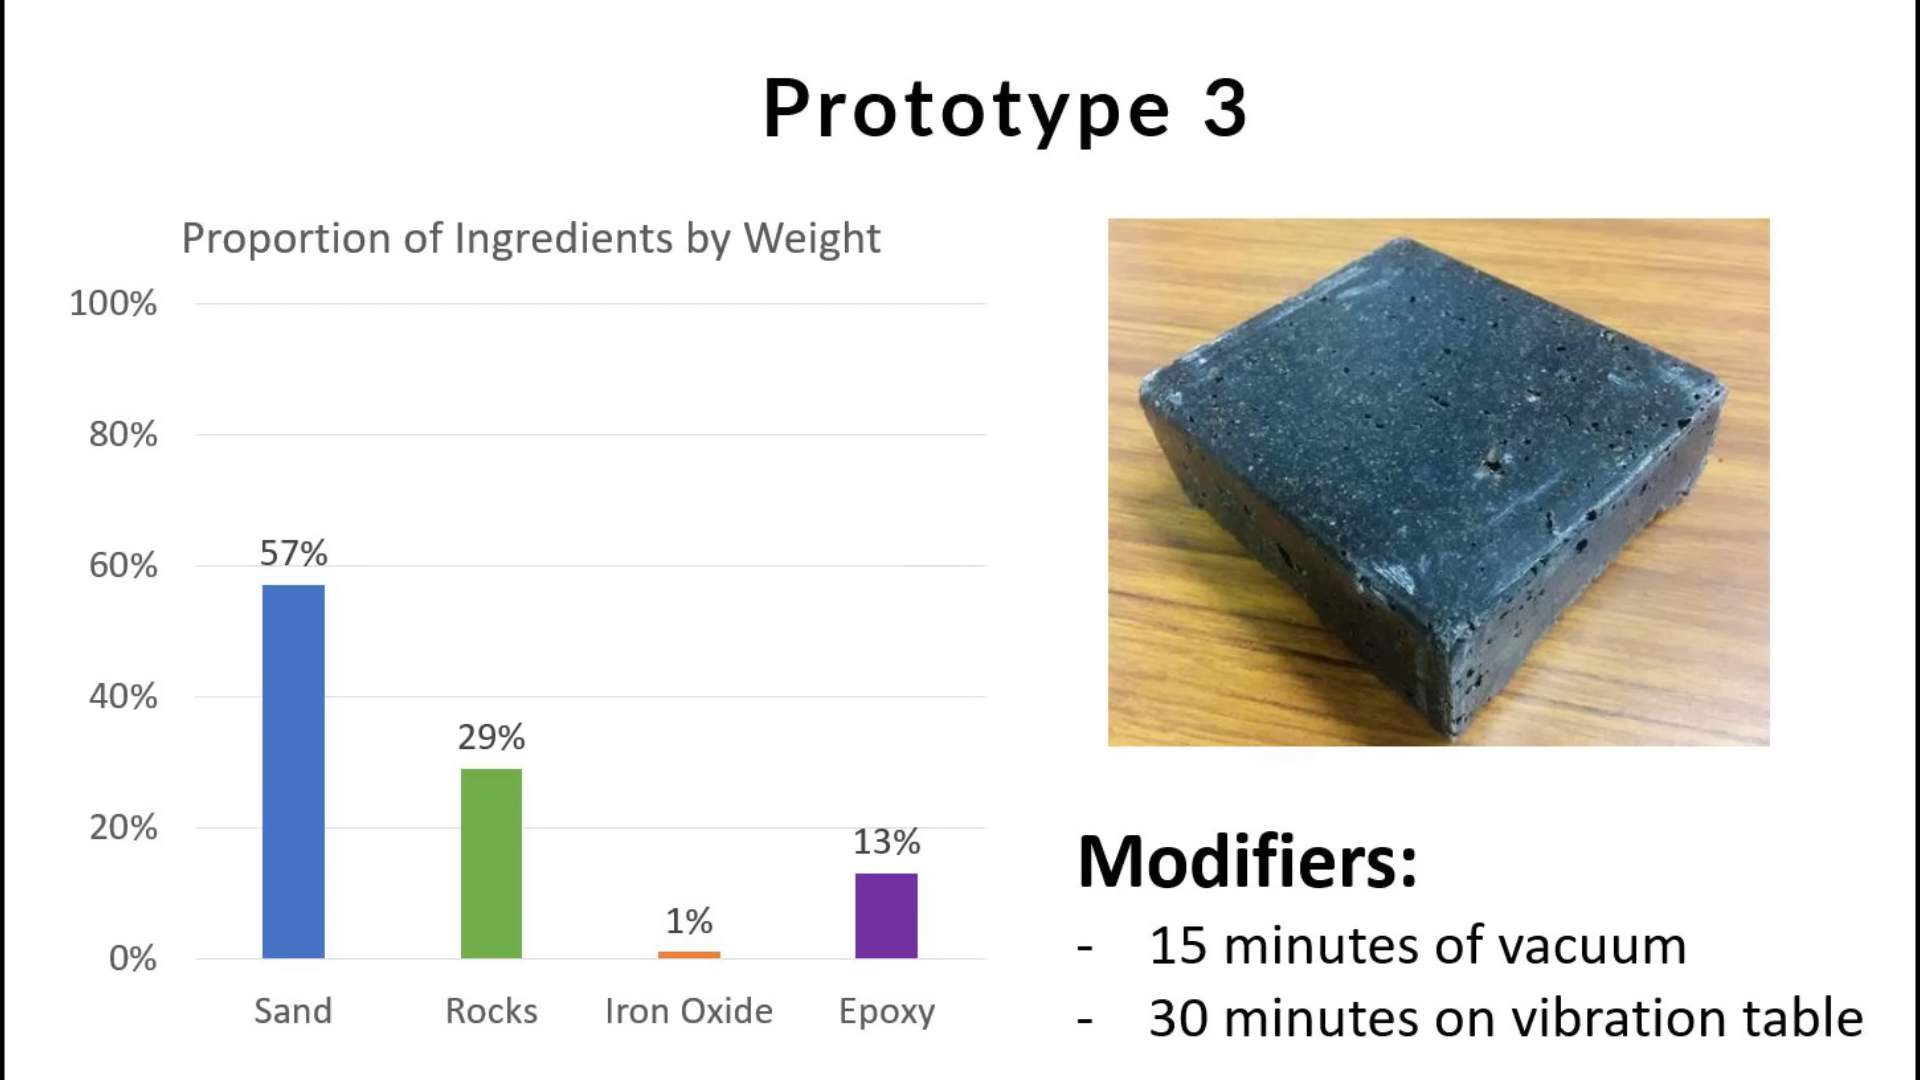 Prototype 3
Proportion of Ingredients by Weight
100%
80%
60%
40%
20%
0%
57%
29%
1%
13%
Sand
Rocks
Iron Oxide
Epoxy
Modifiers:
- 15 minutes of vacuum
- 30 minutes on vibration table